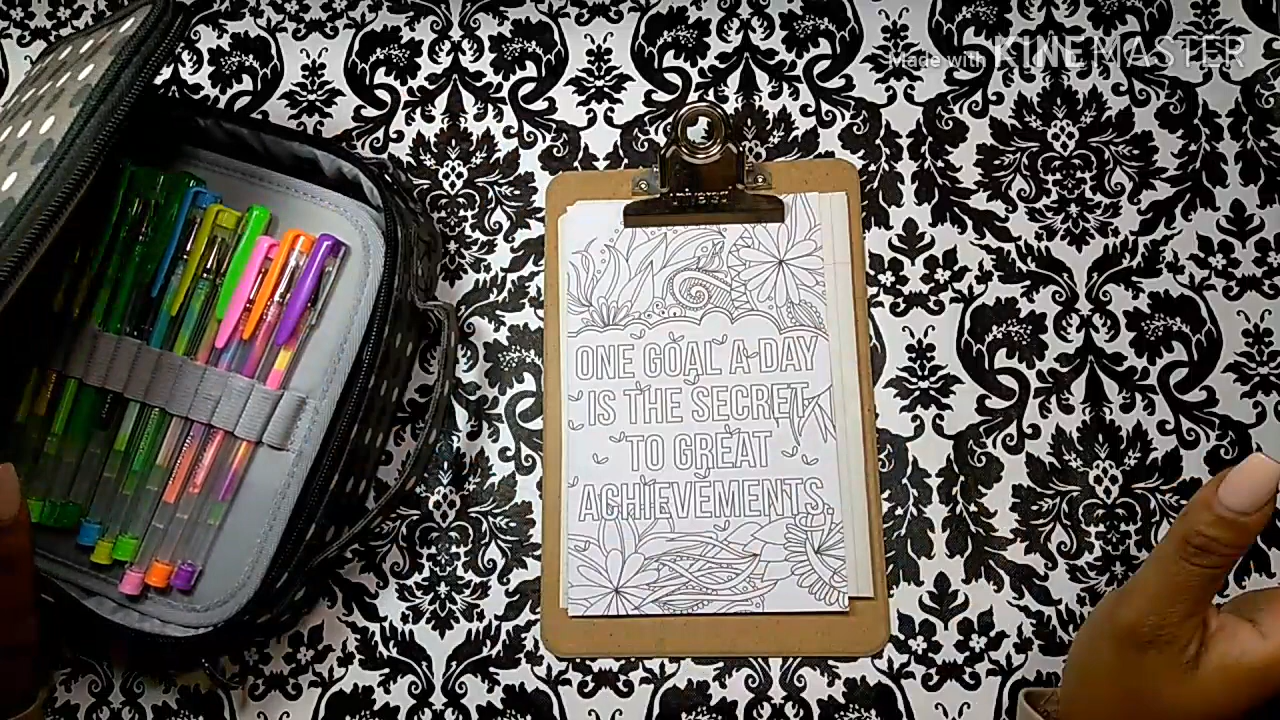 Made with KINEMASTER
ONE GOAL A DAY
IS THE SECRET
TO GREAT
ACHIEVEMENTS.